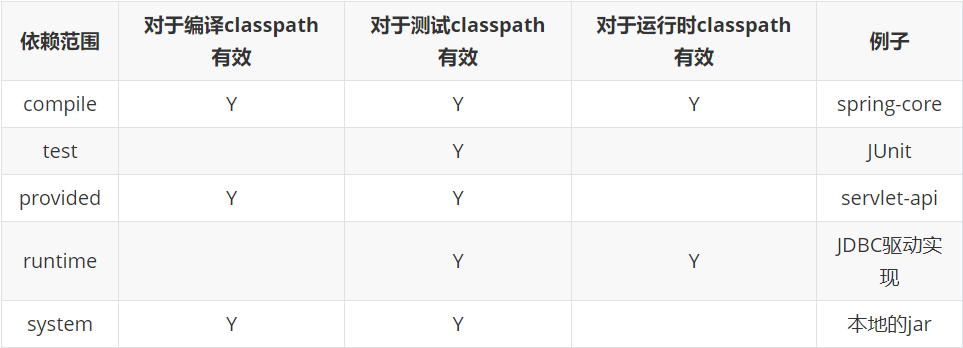 依赖范围 对于编译classpath有效 对于测试classpath有效 对于运行时classpath有效 例子
compile Y Y Y spring-core
test Y JUnit
provided Y Y servlet-api
runtime Y Y JDBC驱动实现
system Y Y 本地的jar